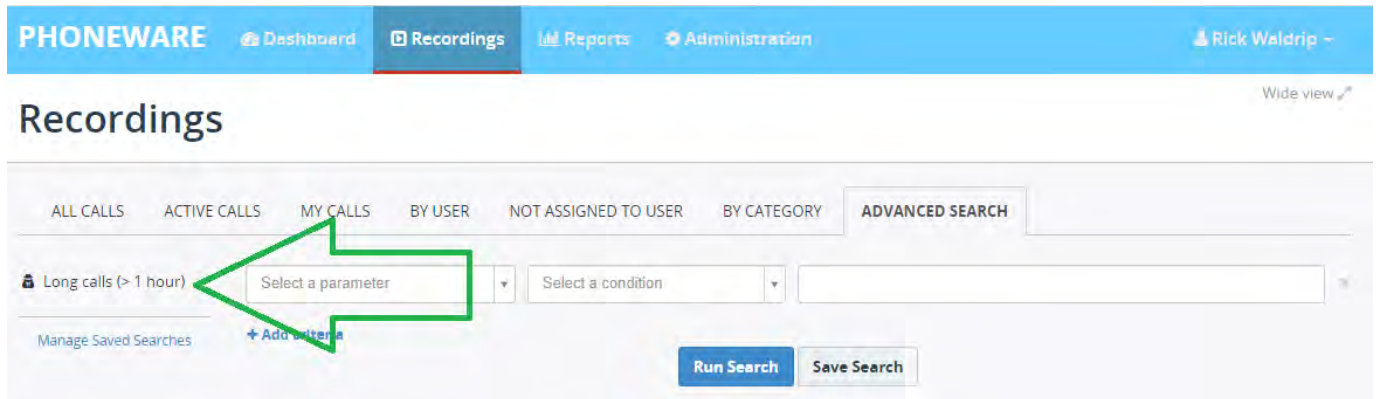 PHONEWARE Dashboard Recordings Reports Administration Rick Waldrip
Wide view
Recordings
ALL CALLS ACTIVE CALLS MY CALLS BY USER NOT ASSIGNED TO USER BY CATEGORY ADVANCED SEARCH
Long calls (> 1 hour) Select a parameter Select a condition
Manage Saved Searches + Add criteria
Run Search Save Search